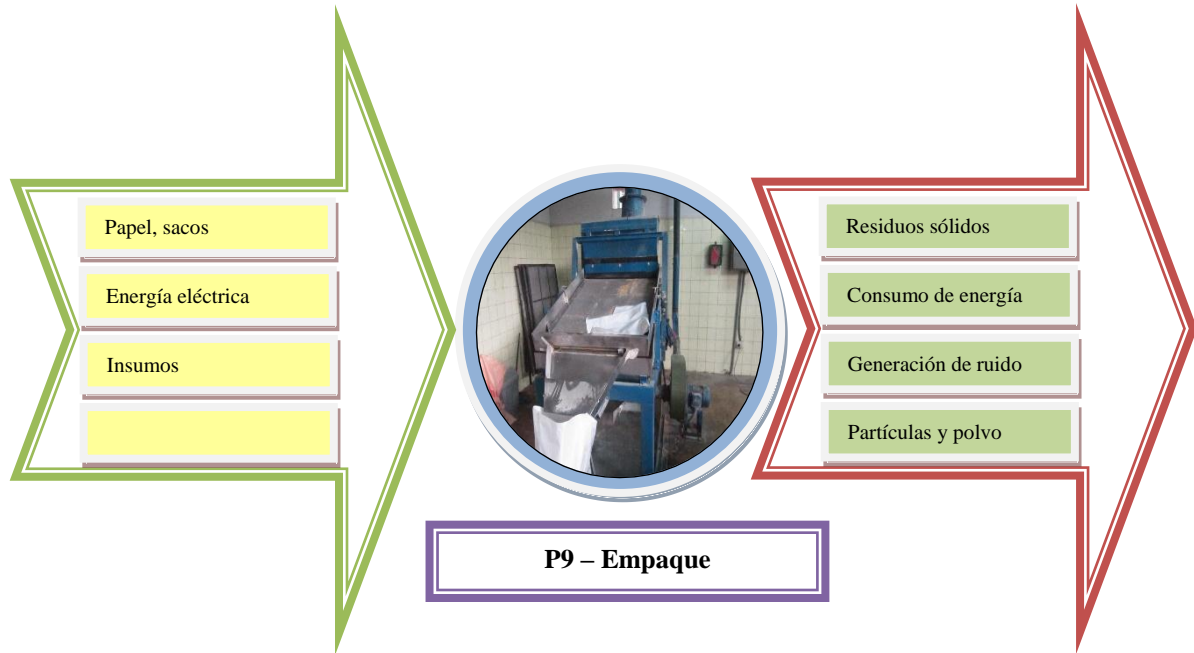 Papel, sacos
Energía eléctrica
Insumos
Residuos sólidos
Consumo de energía
Generación de ruido
Partículas y polvo
P9 – Empaque